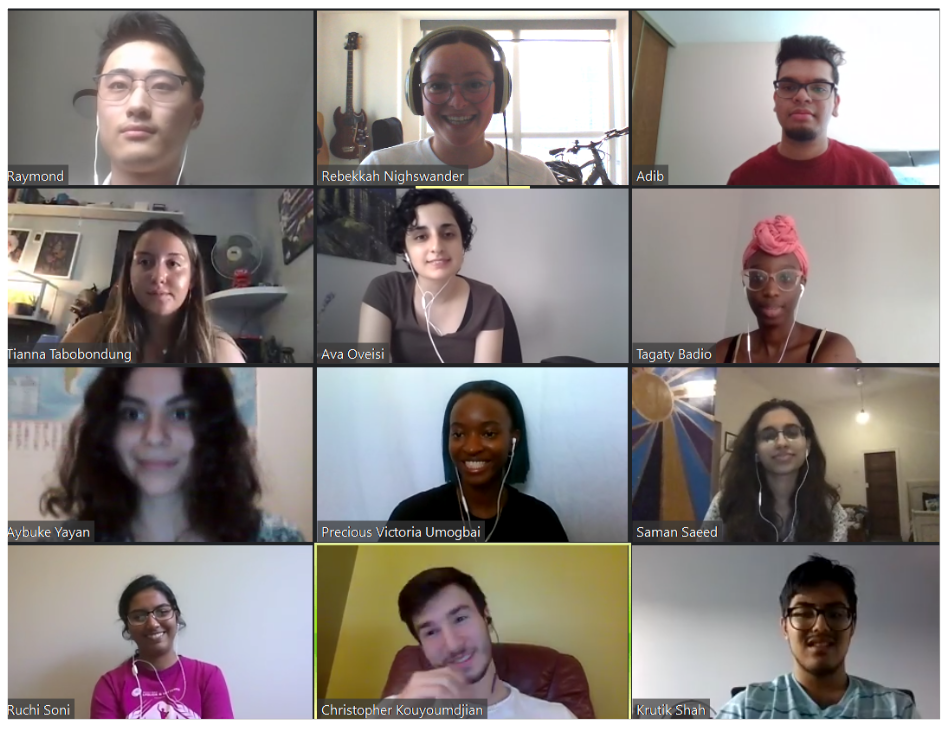 Raymond
Rebekkah Nighswander
Adib
Tianna Tabobondung
Ava Oveisi
Tagaty Badio
Aybuke Yayan
Precious Victoria Umogbai
Saman Saeed
Ruchi Soni
Christopher Kouyoumdjian
Krutik Shah